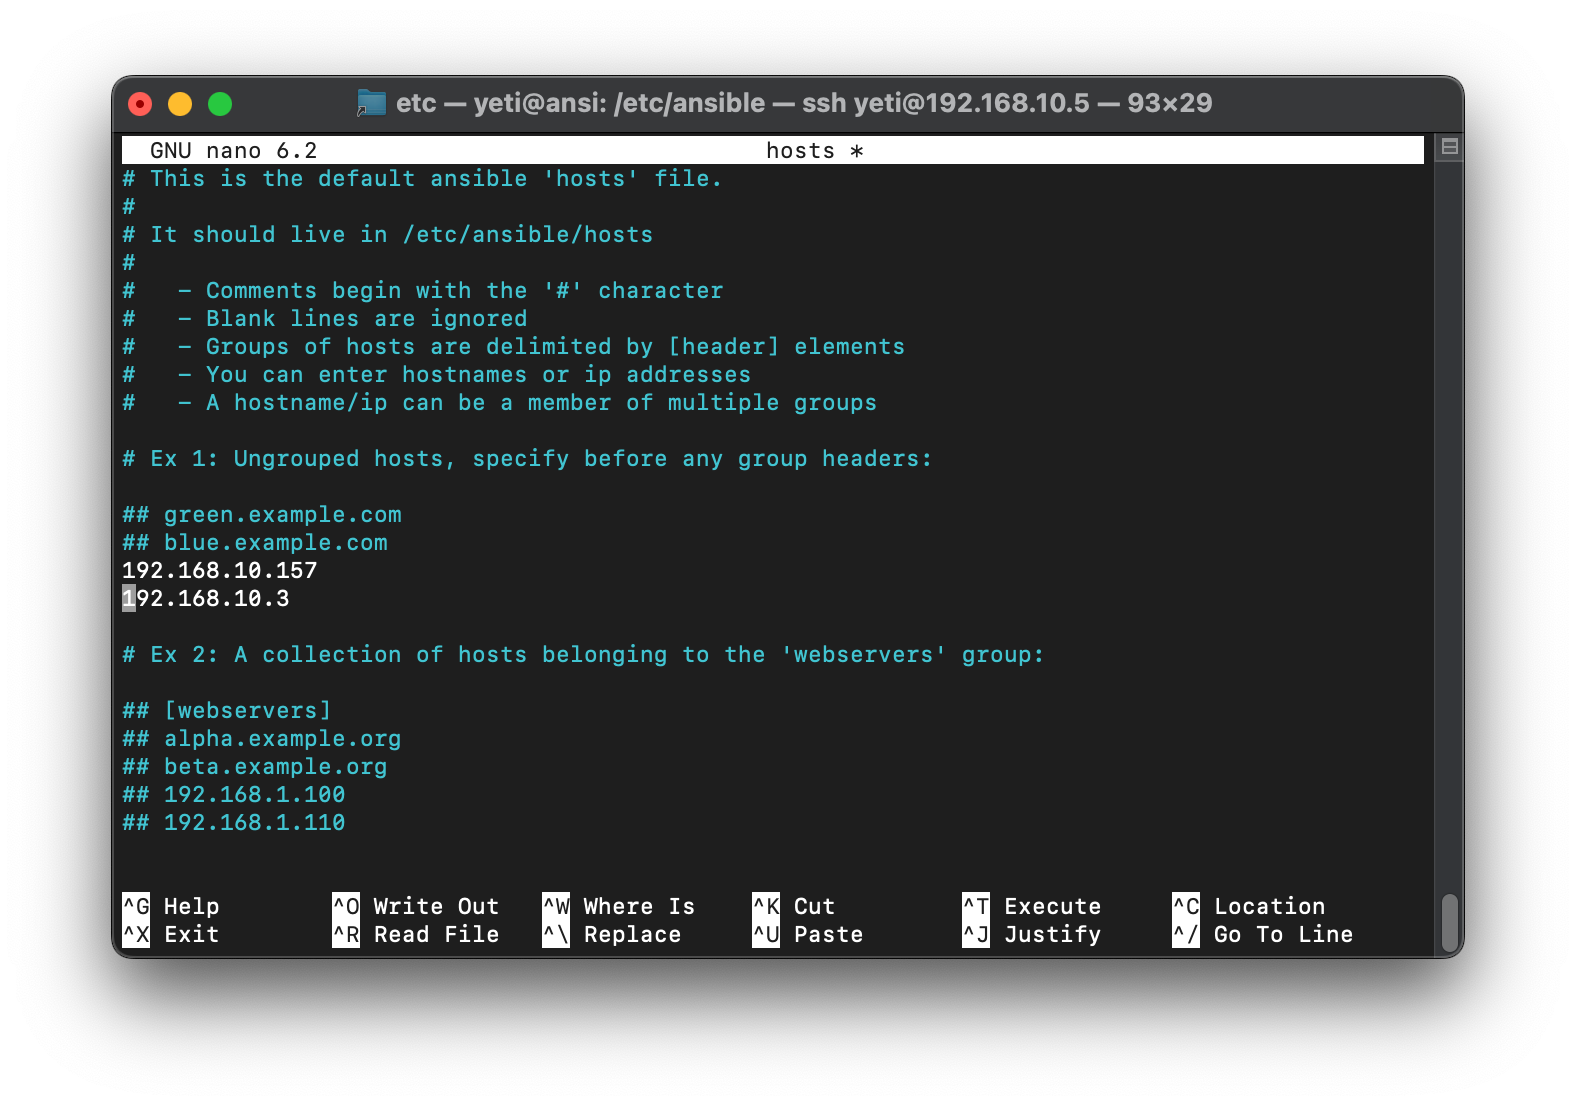 etc — yeti@ansi: /etc/ansible — ssh yeti@192.168.10.5 — 93×29
GNU nano 6.2 hosts *
# This is the default ansible 'hosts' file.
#
# It should live in /etc/ansible/hosts
#
#   - Comments begin with the '#' character
#   - Blank lines are ignored
#   - Groups of hosts are delimited by [header] elements
#   - You can enter hostnames or ip addresses
#   - A hostname/ip can be a member of multiple groups
# Ex 1: Ungrouped hosts, specify before any group headers:
## green.example.com
## blue.example.com
192.168.10.157
192.168.10.3
# Ex 2: A collection of hosts belonging to the 'webservers' group:
## [webservers]
## alpha.example.org
## beta.example.org
## 192.168.1.100
## 192.168.1.110
^G Help ^O Write Out ^W Where Is ^K Cut ^T Execute ^C Location
^X Exit ^R Read File ^\ Replace ^U Paste ^J Justify ^/ Go To Line